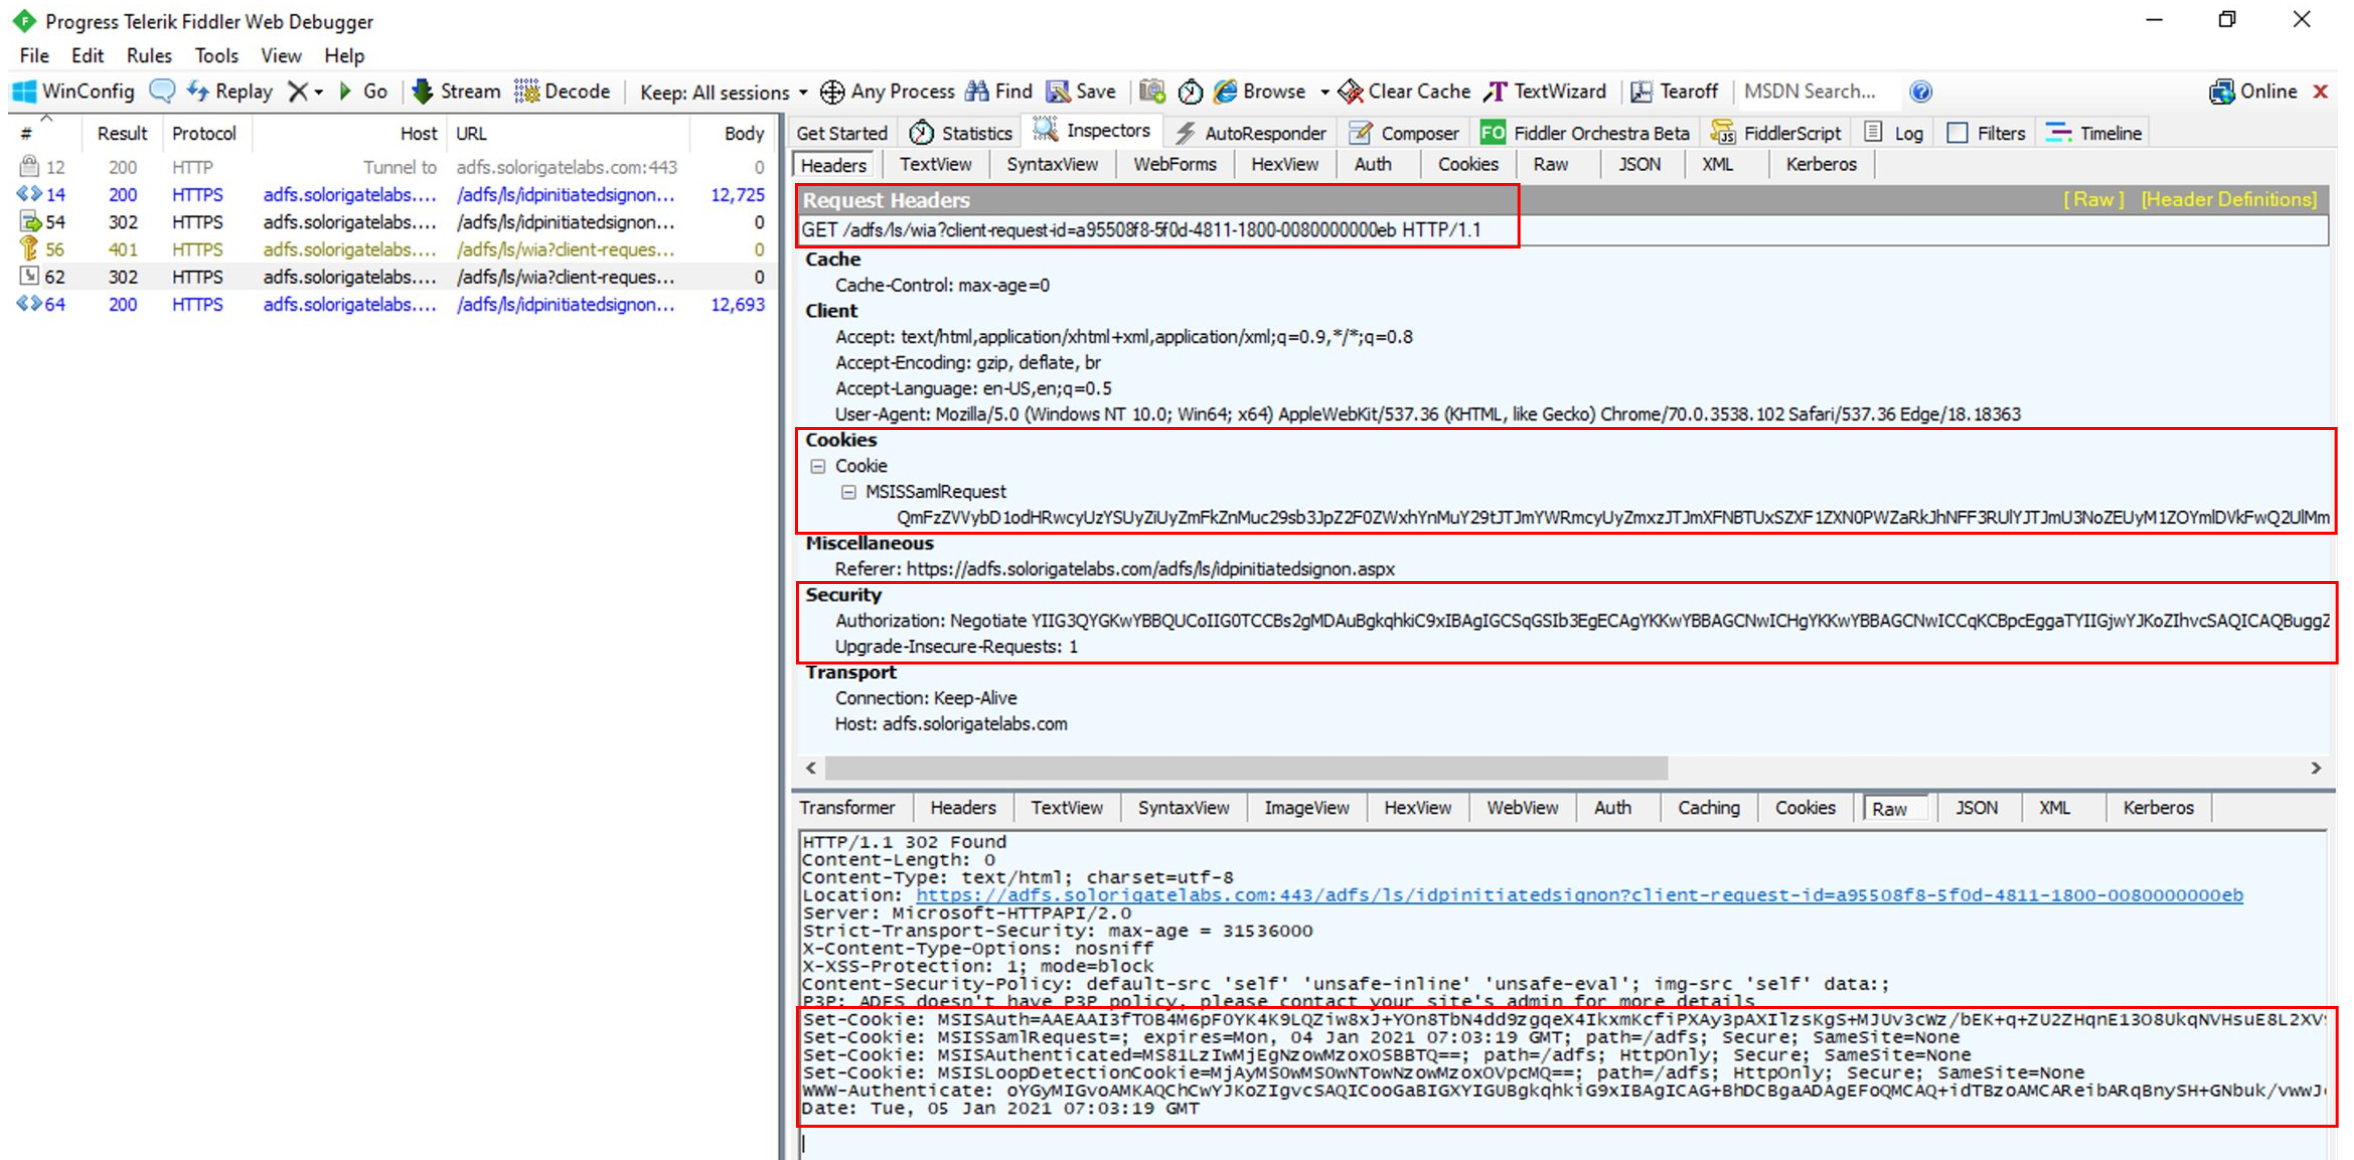 Progress Telerik Fiddler Web Debugger
File Edit Rules Tools View Help
WinConfig Replay Go Stream Decode Keep: All sessions Any Process Find Save Browse Clear Cache TextWizard Tearoff MSDN Search... Online
# Result Protocol Host URL Body
12 200 HTTP Tunnel to adfs.solorigatelabs.com:443 0
14 200 HTTPS adfs.solorigatelabs.... /adfs/ls/idpinitiatedsignon... 12,725
54 302 HTTPS adfs.solorigatelabs.... /adfs/ls/idpinitiatedsignon... 0
56 401 HTTPS adfs.solorigatelabs.... /adfs/ls/wia?client-reques... 0
62 302 HTTPS adfs.solorigatelabs.... /adfs/ls/wia?client-reques... 0
64 200 HTTPS adfs.solorigatelabs.... /adfs/ls/idpinitiatedsignon... 12,693
Get Started Statistics Inspectors AutoResponder Composer FO Fiddler Orchestra Beta FiddlerScript Log Filters Timeline
Headers TextView SyntaxView WebForms HexView Auth Cookies Raw JSON XML Kerberos
Request Headers [ Raw ] [Header Definitions]
GET /adfs/ls/wia?client-request-id=a95508f8-5f0d-4811-1800-0080000000eb HTTP/1.1
Cache
Cache-Control: max-age=0
Client
Accept: text/html,application/xhtml+xml,application/xml;q=0.9,*/*;q=0.8
Accept-Encoding: gzip, deflate, br
Accept-Language: en-US,en;q=0.5
User-Agent: Mozilla/5.0 (Windows NT 10.0; Win64; x64) AppleWebKit/537.36 (KHTML, like Gecko) Chrome/70.0.3538.102 Safari/537.36 Edge/18.18363
Cookies
Cookie
MSISSamlRequest
Miscellaneous
Referer: https://adfs.solorigatelabs.com/adfs/ls/idpinitiatedsignon.aspx
Security
Authorization: Negotiate
Upgrade-Insecure-Requests: 1
Transport
Connection: Keep-Alive
Host: adfs.solorigatelabs.com
Transformer Headers TextView SyntaxView ImageView HexView WebView Auth Caching Cookies Raw JSON XML Kerberos
HTTP/1.1 302 Found
Content-Length: 0
Content-Type: text/html; charset=utf-8
Location: https://adfs.solorigatelabs.com:443/adfs/ls/idpinitiatedsignon?client-request-id=a95508f8-5f0d-4811-1800-0080000000eb
Server: Microsoft-HTTPAPI/2.0
Strict-Transport-Security: max-age = 31536000
X-Content-Type-Options: nosniff
X-XSS-Protection: 1; mode=block
Content-Security-Policy: default-src 'self' 'unsafe-inline' 'unsafe-eval'; img-src 'self' data:;
P3P: ADFS doesn't have P3P policy, please contact your site's admin for more details
Set-Cookie:
Set-Cookie: MSISSamlRequest=; expires=Mon, 04 Jan 2021 07:03:19 GMT; path=/adfs; Secure; SameSite=None
Set-Cookie: MSISAuthenticated=MS81LzIwMjEgNzowMzoxOSBBTQ==; path=/adfs; HttpOnly; Secure; SameSite=None
Set-Cookie: MSISLoopDetectionCookie=MjAyMS0wMS0wNTowNzowMzoxOVpcMQ==; path=/adfs; HttpOnly; Secure; SameSite=None
WWW-Authenticate:
Date: Tue, 05 Jan 2021 07:03:19 GMT